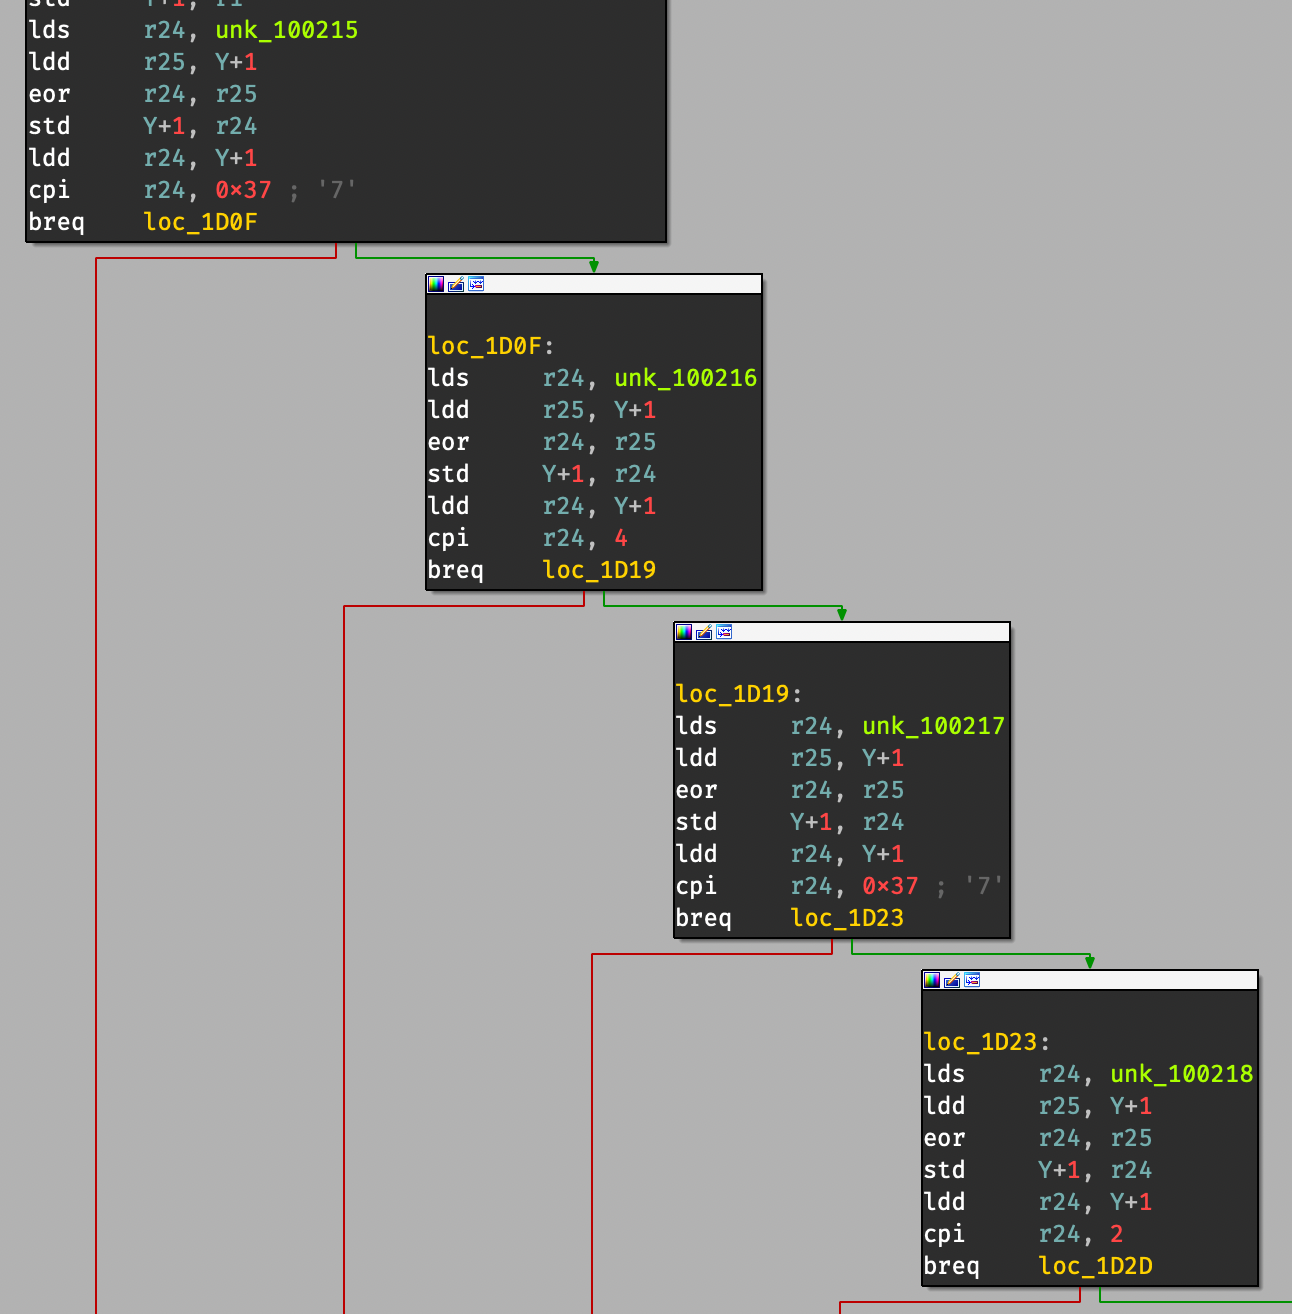 std Y+1, r1
lds r24, unk_100215
ldd r25, Y+1
eor r24, r25
std Y+1, r24
ldd r24, Y+1
cpi r24, 0x37 ; '7'
breq loc_1D0F
loc_1D0F:
lds r24, unk_100216
ldd r25, Y+1
eor r24, r25
std Y+1, r24
ldd r24, Y+1
cpi r24, 4
breq loc_1D19
loc_1D19:
lds r24, unk_100217
ldd r25, Y+1
eor r24, r25
std Y+1, r24
ldd r24, Y+1
cpi r24, 0x37 ; '7'
breq loc_1D23
loc_1D23:
lds r24, unk_100218
ldd r25, Y+1
eor r24, r25
std Y+1, r24
ldd r24, Y+1
cpi r24, 2
breq loc_1D2D